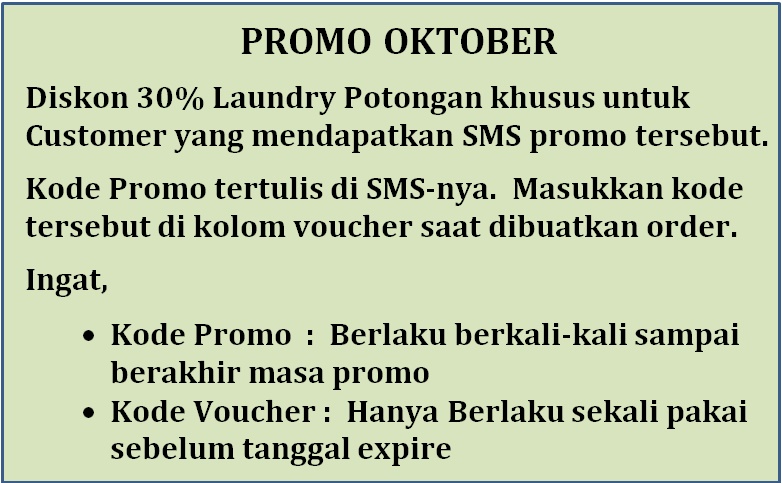 PROMO OKTOBER
Diskon 30% Laundry Potongan khusus untuk
Customer yang mendapatkan SMS promo tersebut.
Kode Promo tertulis di SMS-nya.  Masukkan kode
tersebut di kolom voucher saat dibuatkan order.
Ingat,
• Kode Promo  :  Berlaku berkali-kali sampai
berakhir masa promo
• Kode Voucher :  Hanya Berlaku sekali pakai
sebelum tanggal expire